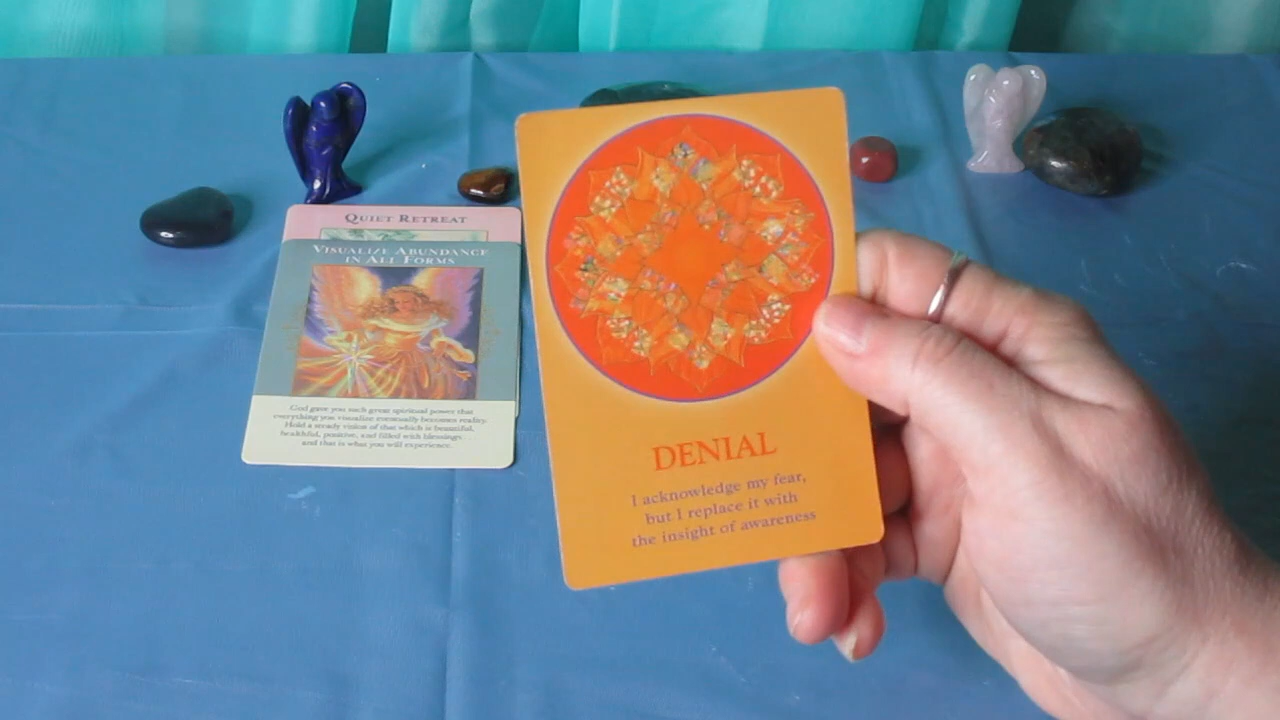 QUIET RETREAT
VISUALIZE ABUNDANCE
IN ALL FORMS
God gave you such great spiritual power that
everything you visualize eventually becomes reality.
Hold a steady vision of that which is beautiful,
healthful, positive, and filled with blessings
and that is what you will experience.
DENIAL
I acknowledge my fear,
but I replace it with
the insight of awareness